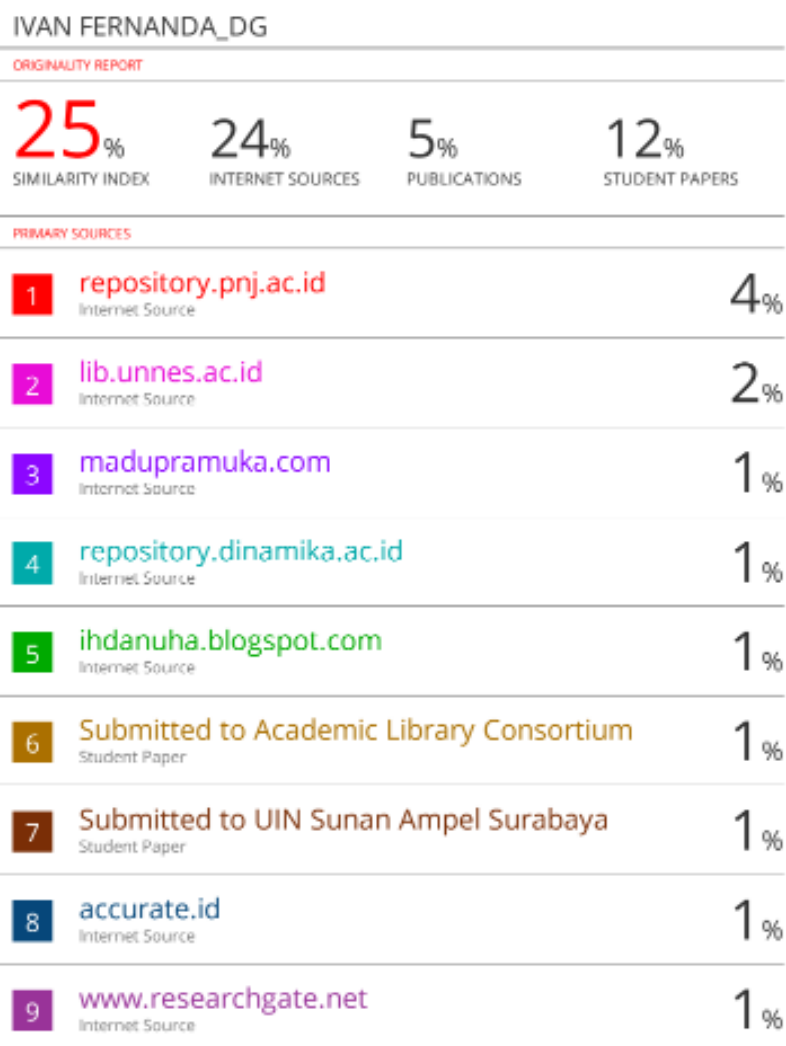 IVAN FERNANDA_DG
ORIGINALITY REPORT
25% 24% 5% 12%
SIMILARITY INDEX INTERNET SOURCES PUBLICATIONS STUDENT PAPERS
PRIMARY SOURCES
1 repository.pnj.ac.id 4%
Internet Source
2 lib.unnes.ac.id 2%
Internet Source
3 madupramuka.com 1%
Internet Source
4 repository.dinamika.ac.id 1%
Internet Source
5 ihdanuha.blogspot.com 1%
Internet Source
6 Submitted to Academic Library Consortium 1%
Student Paper
7 Submitted to UIN Sunan Ampel Surabaya 1%
Student Paper
8 accurate.id 1%
Internet Source
9 www.researchgate.net 1%
Internet Source